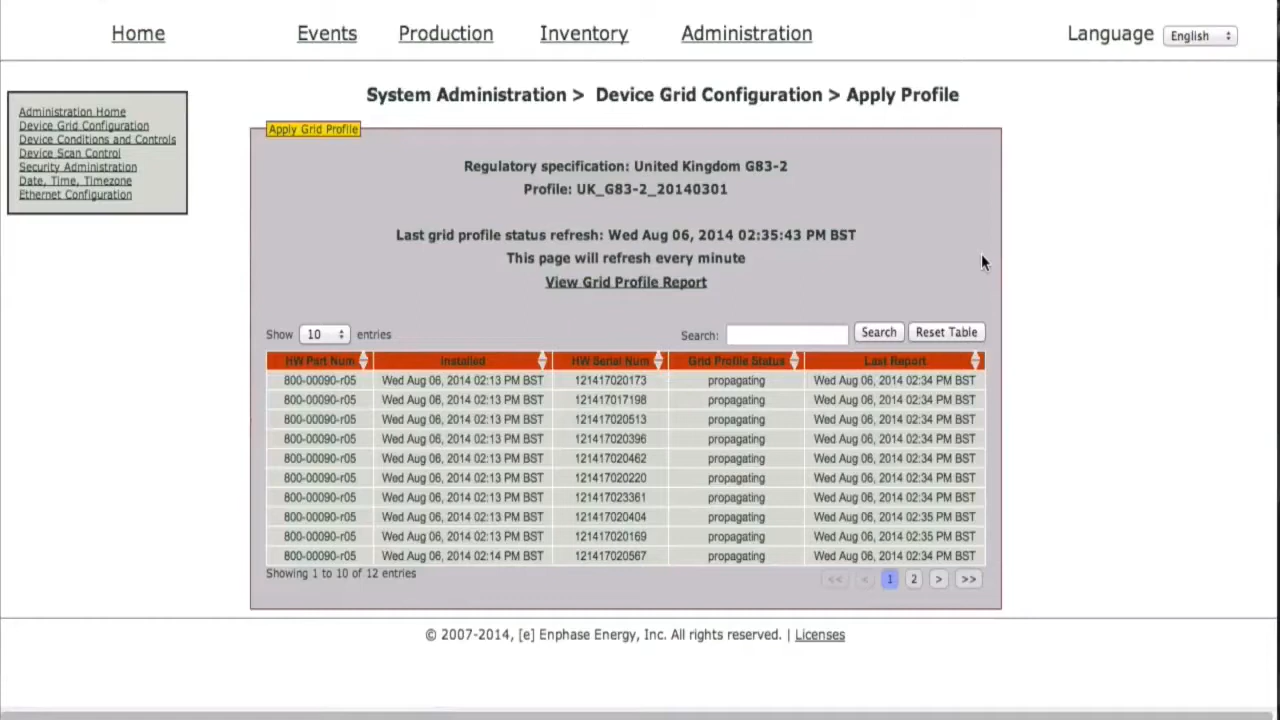 Home Events Production Inventory Administration Language English
System Administration > Device Grid Configuration > Apply Profile
Administration Home
Device Grid Configuration
Device Conditions and Controls
Device Scan Control
Security Administration
Date, Time, Timezone
Ethernet Configuration
Apply Grid Profile
Regulatory specification: United Kingdom G83-2
Profile: UK_G83-2_20140301
Last grid profile status refresh: Wed Aug 06, 2014 02:35:43 PM BST
This page will refresh every minute
View Grid Profile Report
Show 10 entries Search: Search Reset Table
HW Part Num Installed HW Serial Num Grid Profile Status Last Report
800-00090-r05 Wed Aug 06, 2014 02:13 PM BST 121417020173 propagating Wed Aug 06, 2014 02:34 PM BST
800-00090-r05 Wed Aug 06, 2014 02:13 PM BST 121417017198 propagating Wed Aug 06, 2014 02:34 PM BST
800-00090-r05 Wed Aug 06, 2014 02:13 PM BST 121417020513 propagating Wed Aug 06, 2014 02:34 PM BST
800-00090-r05 Wed Aug 06, 2014 02:13 PM BST 121417020396 propagating Wed Aug 06, 2014 02:34 PM BST
800-00090-r05 Wed Aug 06, 2014 02:13 PM BST 121417020462 propagating Wed Aug 06, 2014 02:34 PM BST
800-00090-r05 Wed Aug 06, 2014 02:13 PM BST 121417020220 propagating Wed Aug 06, 2014 02:34 PM BST
800-00090-r05 Wed Aug 06, 2014 02:13 PM BST 121417023361 propagating Wed Aug 06, 2014 02:34 PM BST
800-00090-r05 Wed Aug 06, 2014 02:13 PM BST 121417020404 propagating Wed Aug 06, 2014 02:35 PM BST
800-00090-r05 Wed Aug 06, 2014 02:13 PM BST 121417020169 propagating Wed Aug 06, 2014 02:35 PM BST
800-00090-r05 Wed Aug 06, 2014 02:14 PM BST 121417020567 propagating Wed Aug 06, 2014 02:34 PM BST
Showing 1 to 10 of 12 entries << < 1 2 > >>
© 2007-2014, [e] Enphase Energy, Inc. All rights reserved. | Licenses